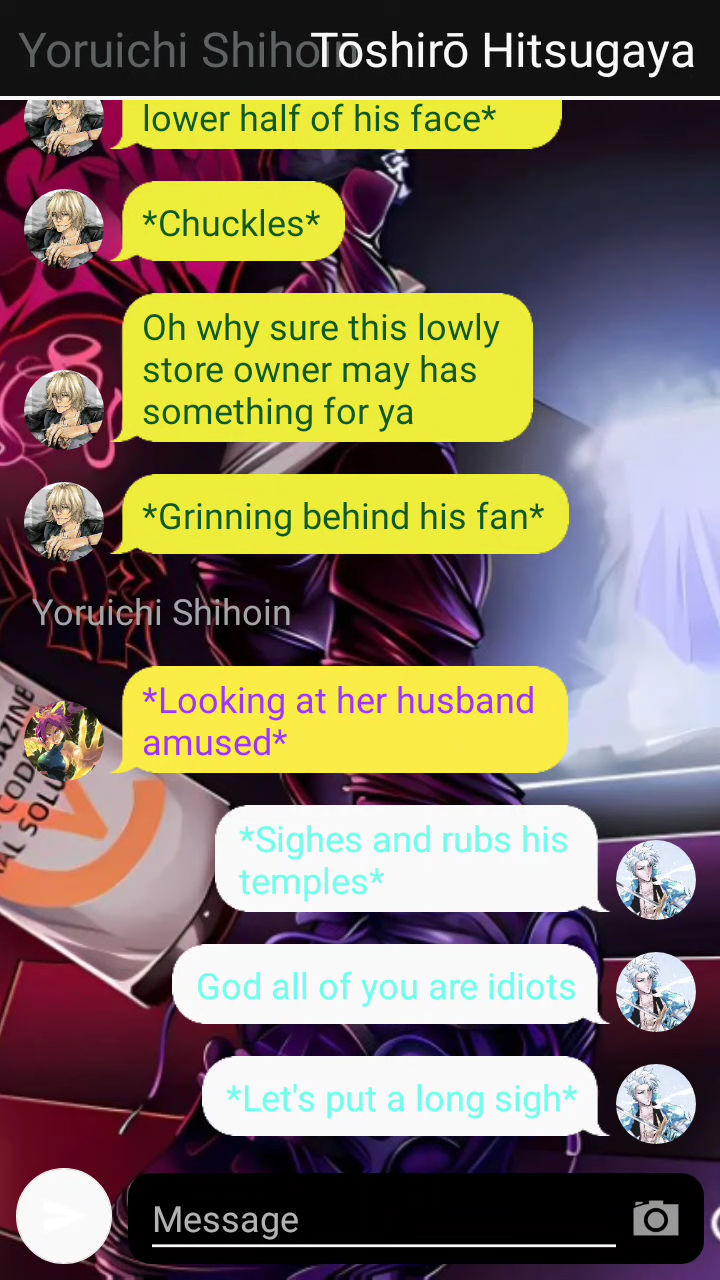 Yoruichi Shihoin Tōshirō Hitsugaya
lower half of his face*
*Chuckles*
Oh why sure this lowly
store owner may has
something for ya
*Grinning behind his fan*
Yoruichi Shihoin
*Looking at her husband
amused*
*Sighes and rubs his
temples*
God all of you are idiots
*Let's put a long sigh*
Message